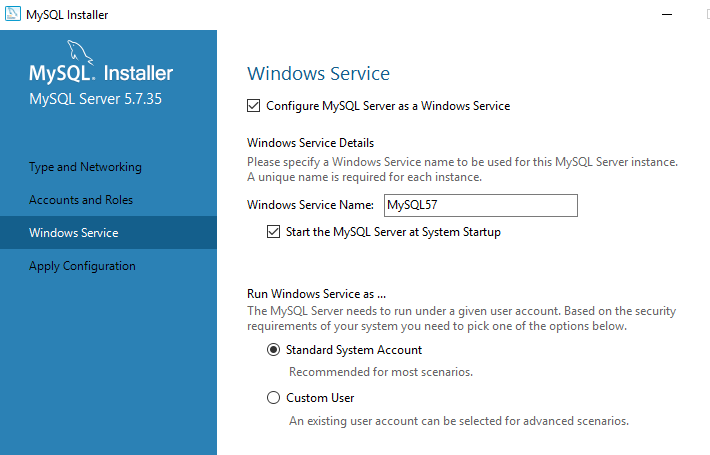 MySQL Installer
MySQL. Installer
MySQL Server 5.7.35
Type and Networking
Accounts and Roles
Windows Service
Apply Configuration
Windows Service
Configure MySQL Server as a Windows Service
Windows Service Details
Please specify a Windows Service name to be used for this MySQL Server instance.
A unique name is required for each instance.
Windows Service Name: MySQL57
Start the MySQL Server at System Startup
Run Windows Service as ...
The MySQL Server needs to run under a given user account. Based on the security
requirements of your system you need to pick one of the options below.
Standard System Account
Recommended for most scenarios.
Custom User
An existing user account can be selected for advanced scenarios.